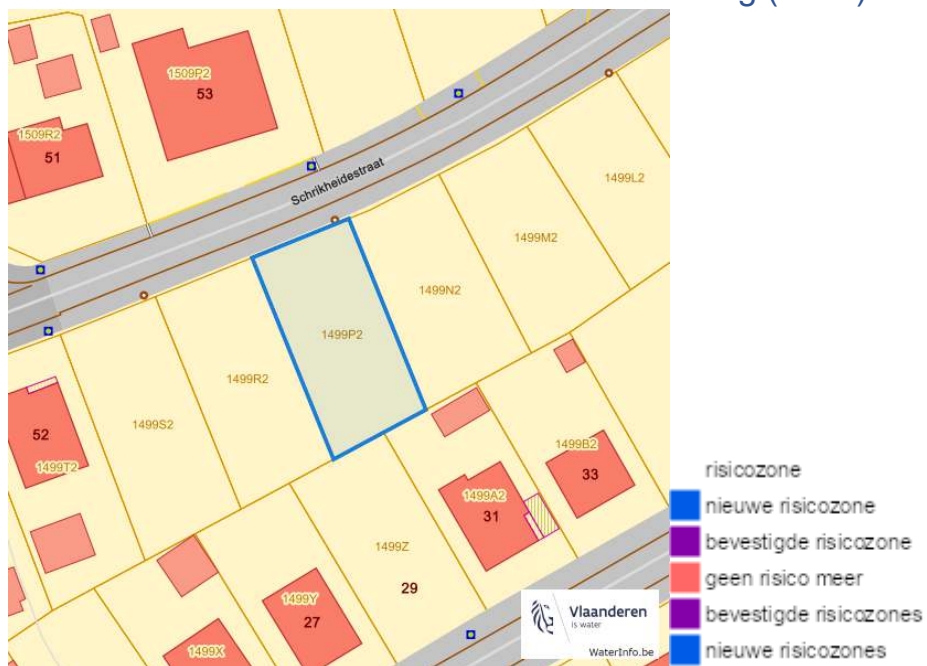 1509P2
53
1509R2
51
Schrikheidestraat
1499L2
1499M2
1499N2
1499P2
1499R2
1499S2
52
1499T2
1499B2
33
1499A2
31
1499Z
29
1499Y
27
1499X
Vlaanderen
is water
WaterInfo.be
risicozone
nieuwe risicozone
bevestigde risicozone
geen risico meer
bevestigde risicozones
nieuwe risicozones